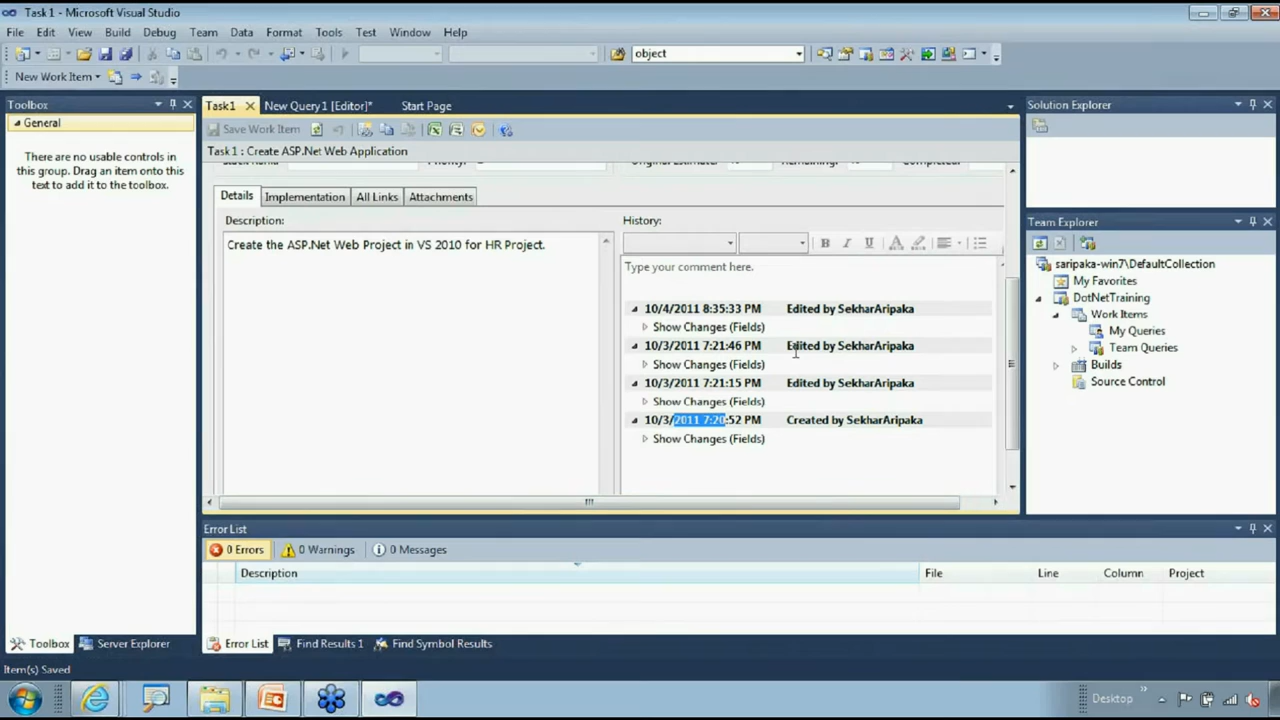 Task 1 - Microsoft Visual Studio
File Edit View Build Debug Team Data Format Tools Test Window Help
object
New Work Item
Toolbox
General
There are no usable controls in
this group. Drag an item onto this
text to add it to the toolbox.
Task1 New Query1 [Editor]* Start Page
Save Work Item
Task 1 : Create ASP.Net Web Application
Priority: Original Estimate: Remaining: Completed:
Details Implementation All Links Attachments
Description:
Create the ASP.Net Web Project in VS 2010 for HR Project.
History:
Type your comment here.
10/4/2011 8:35:33 PM Edited by SekharAripaka
Show Changes (Fields)
10/3/2011 7:21:46 PM Edited by SekharAripaka
Show Changes (Fields)
10/3/2011 7:21:15 PM Edited by SekharAripaka
Show Changes (Fields)
10/3/2011 7:20:52 PM Created by SekharAripaka
Show Changes (Fields)
Solution Explorer
Team Explorer
saripaka-win7\DefaultCollection
My Favorites
DotNetTraining
Work Items
My Queries
Team Queries
Builds
Source Control
Error List
0 Errors 0 Warnings 0 Messages
Description File Line Column Project
Toolbox Server Explorer
Error List Find Results 1 Find Symbol Results
Item(s) Saved
Desktop